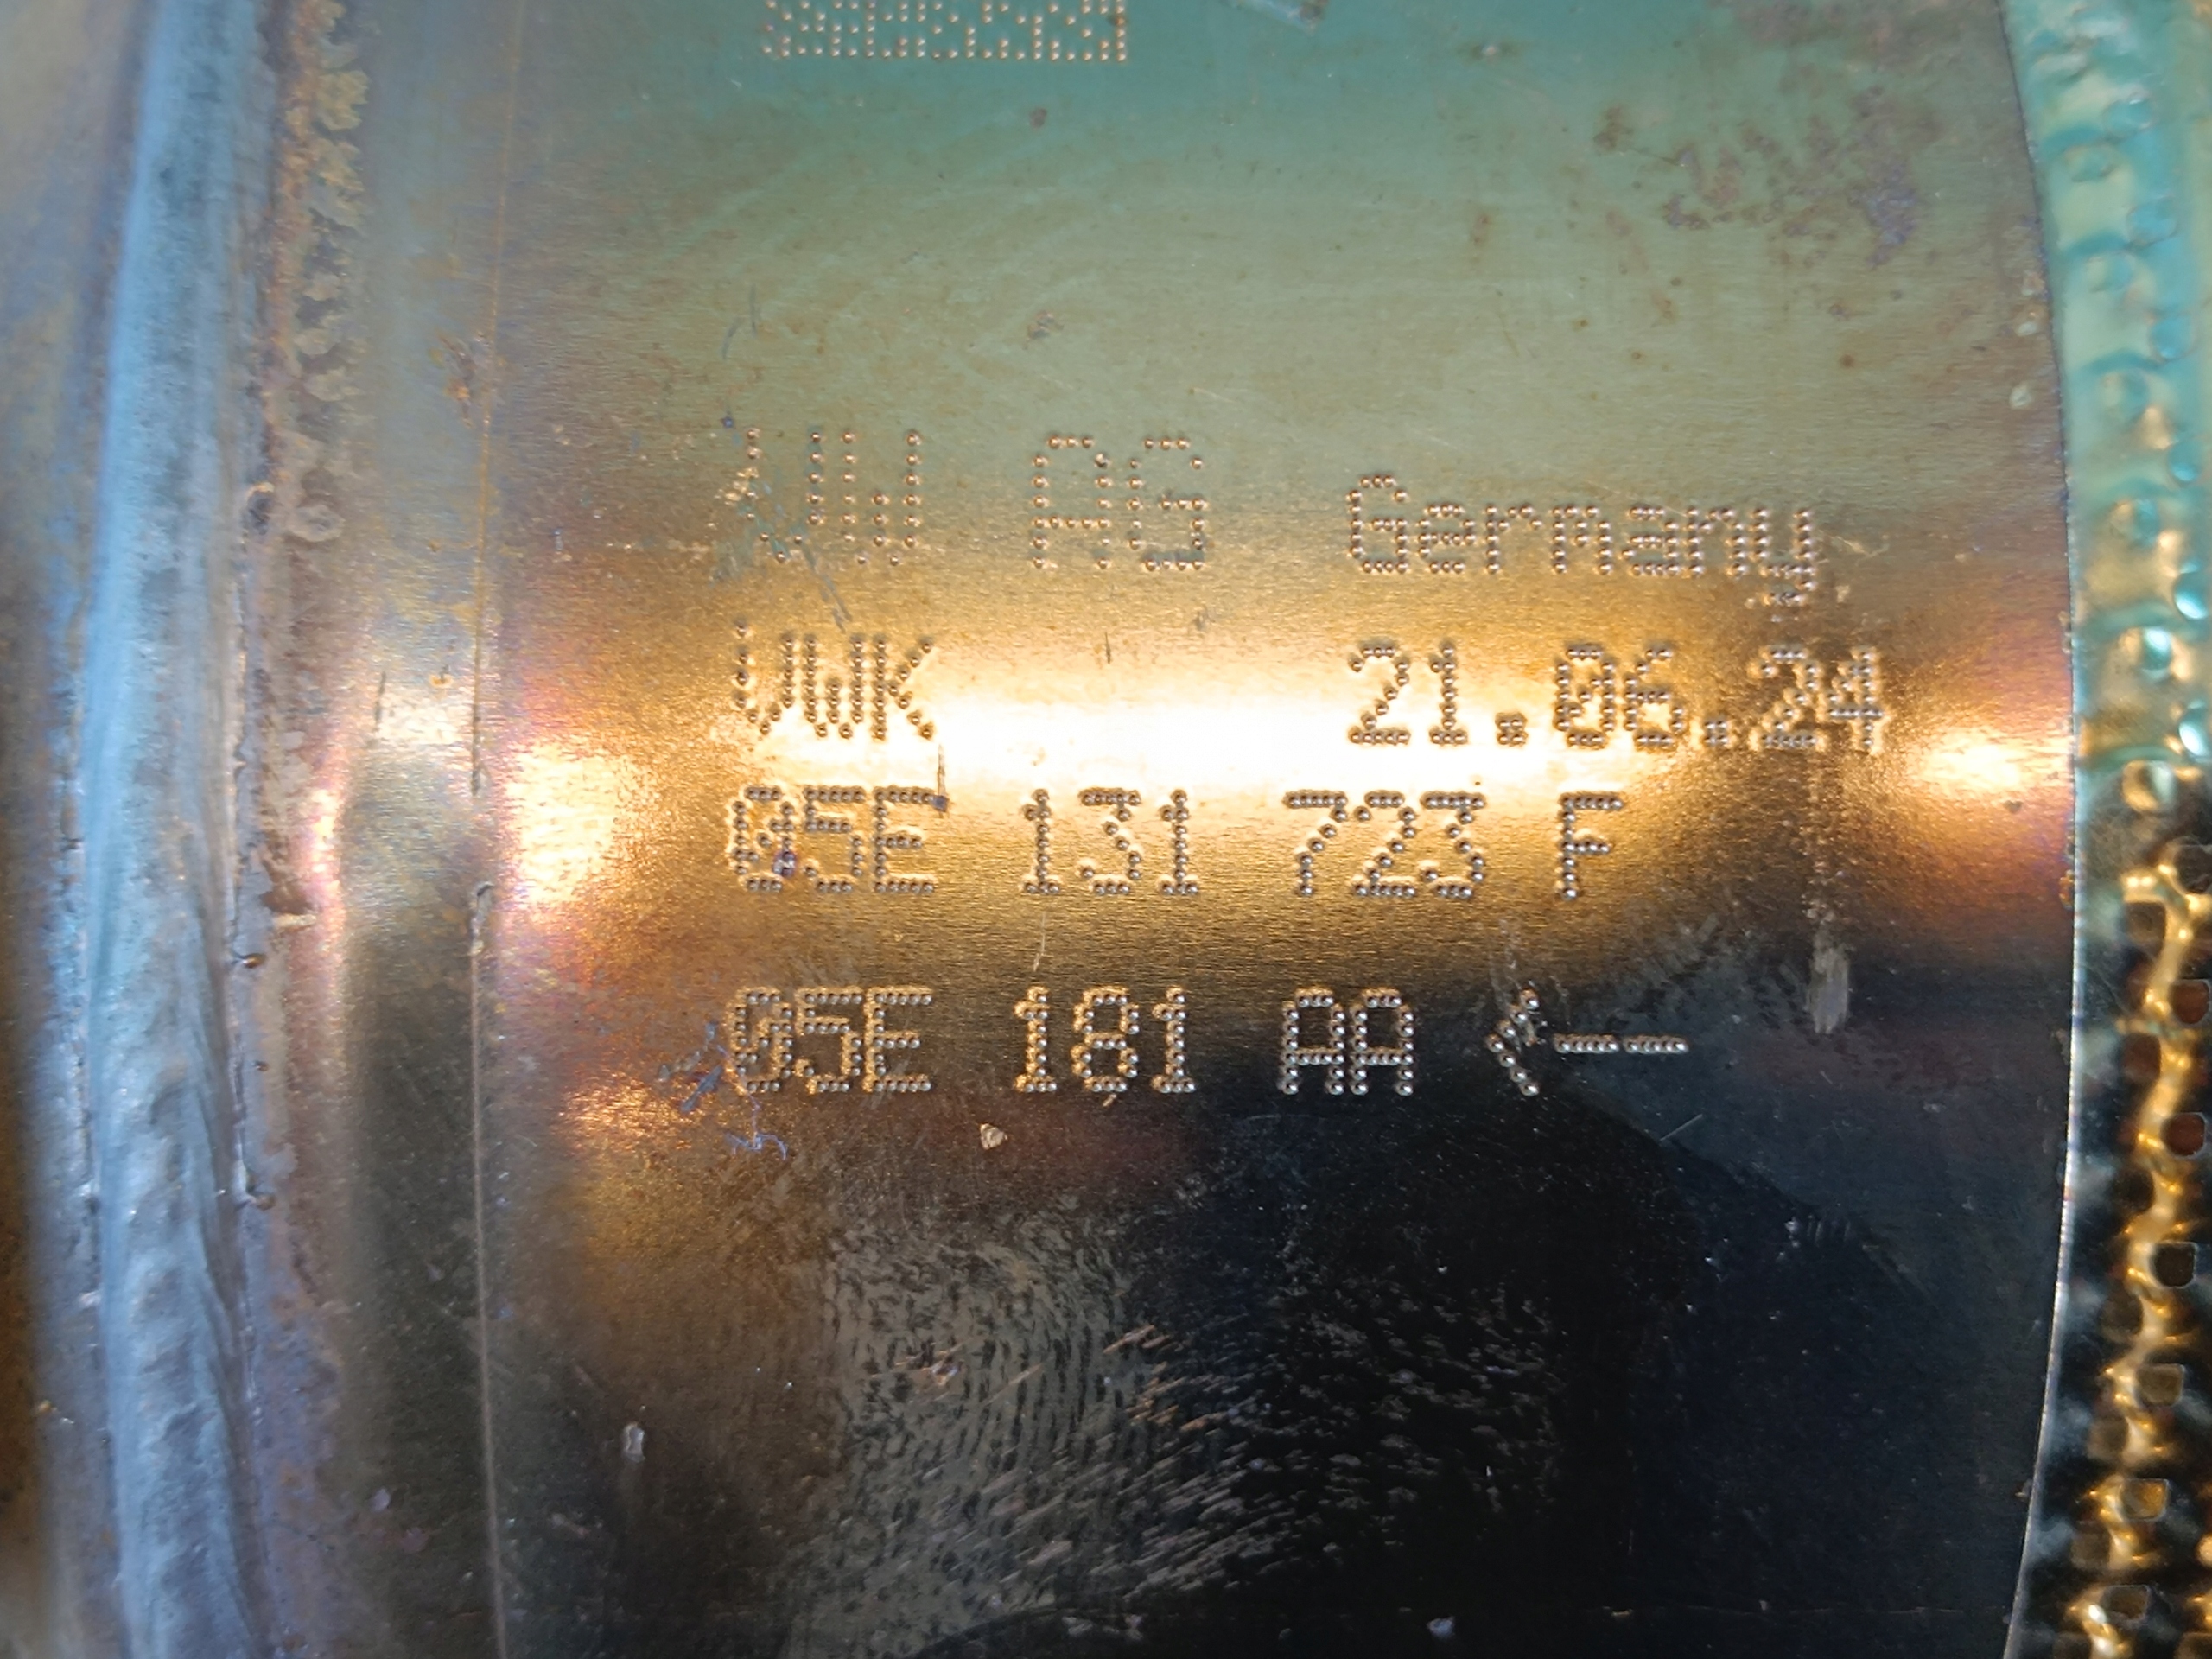 VW AG Germany
VWK 21.06.24
05E 131 723 F
05E 181 AA <--